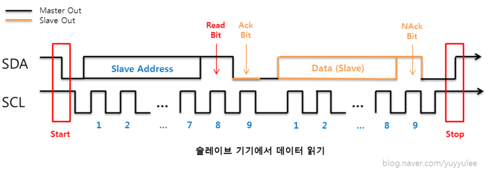 Master Out
Slave Out
Read Bit
Ack Bit
NAck Bit
SDA
Slave Address
Data (Slave)
SCL
Start
1 2 ... 7 8 9 1 2 ... 8 9
Stop
슬레이브 기기에서 데이터 읽기
blog.naver.com/yuyyulee